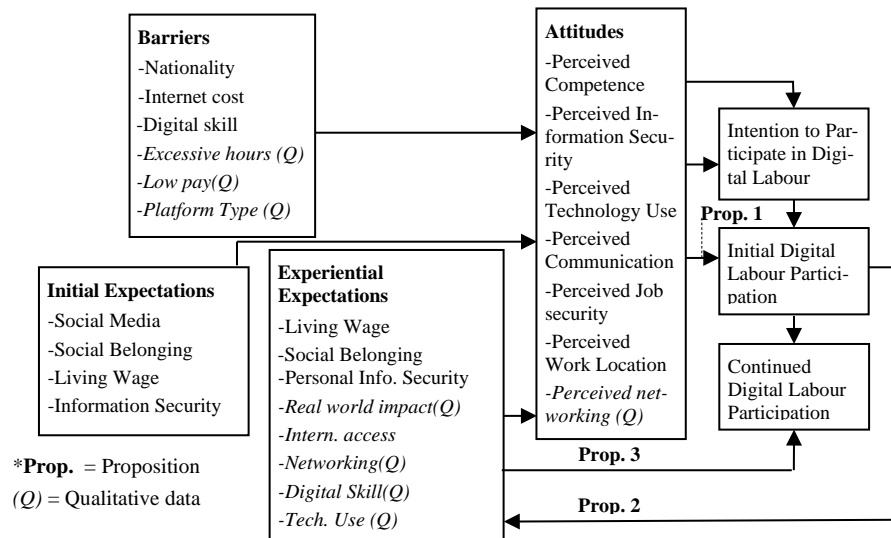 Barriers
-Nationality
-Internet cost
-Digital skill
-Excessive hours (Q)
-Low pay(Q)
-Platform Type (Q)
Initial Expectations
-Social Media
-Social Belonging
-Living Wage
-Information Security
Experiential
Expectations
-Living Wage
-Social Belonging
-Personal Info. Security
-Real world impact(Q)
-Intern. access
-Networking(Q)
-Digital Skill(Q)
-Tech. Use (Q)
Attitudes
-Perceived
Competence
-Perceived In-
formation Secu-
rity
-Perceived
Technology Use
-Perceived
Communication
-Perceived Job
security
-Perceived
Work Location
-Perceived net-
working (Q)
Intention to Par-
ticipate in Digi-
tal Labour
Prop. 1
Initial Digital
Labour Partici-
pation
Continued
Digital Labour
Participation
Prop. 3
Prop. 2
*Prop. = Proposition
(Q) = Qualitative data